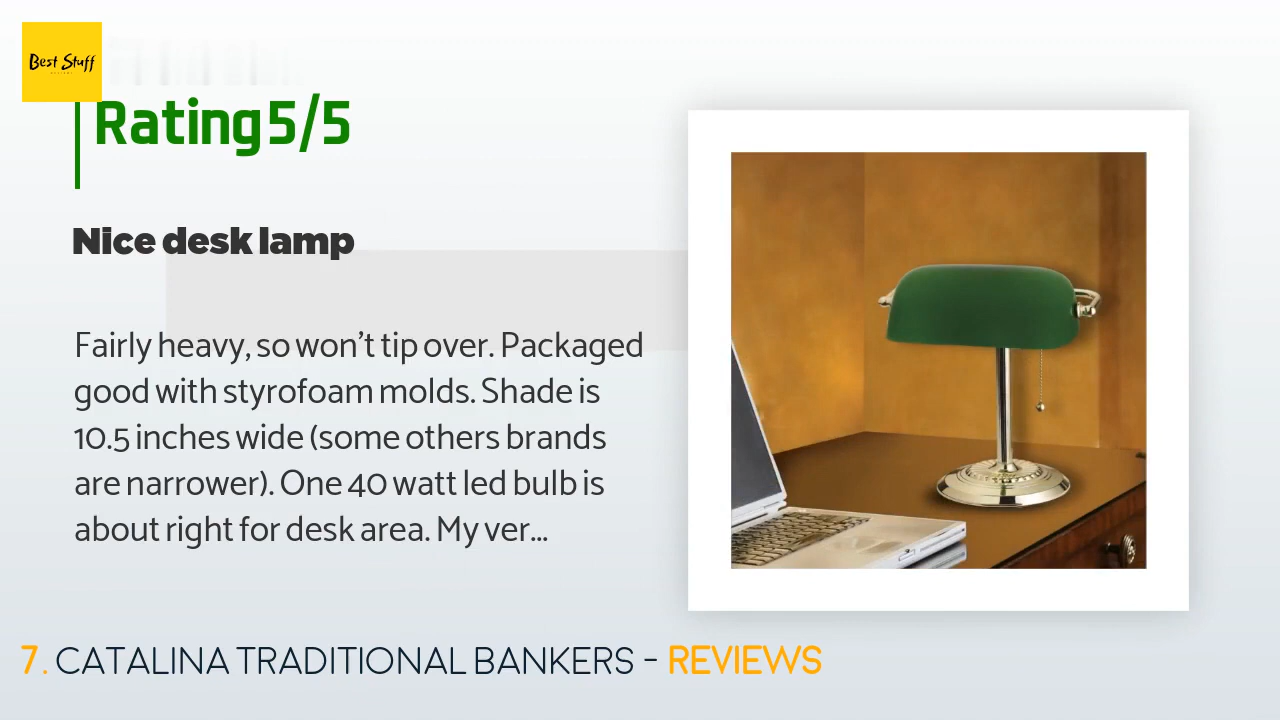 Best Stuff
Rating 5/5
Nice desk lamp
Fairly heavy, so won't tip over. Packaged
good with styrofoam molds. Shade is
10.5 inches wide (some others brands
are narrower). One 40 watt led bulb is
about right for desk area. My ver...
7. CATALINA TRADITIONAL BANKERS - REVIEWS